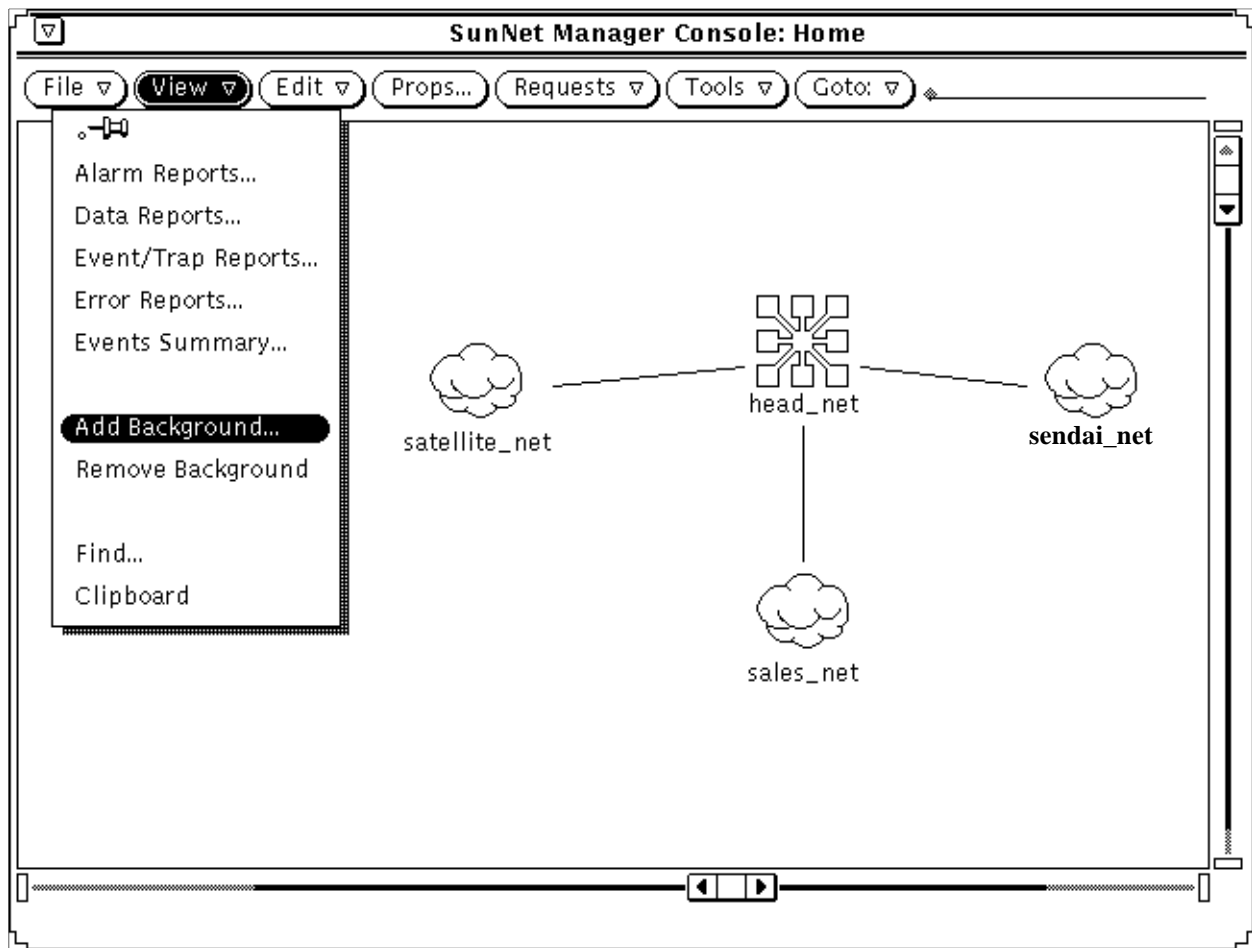 SunNet Manager Console: Home
File View Edit Props... Requests Tools Goto:
Alarm Reports...
Data Reports...
Event/Trap Reports...
Error Reports...
Events Summary...
Add Background...
Remove Background
Find...
Clipboard
head_net
satellite_net
sendai_net
sales_net